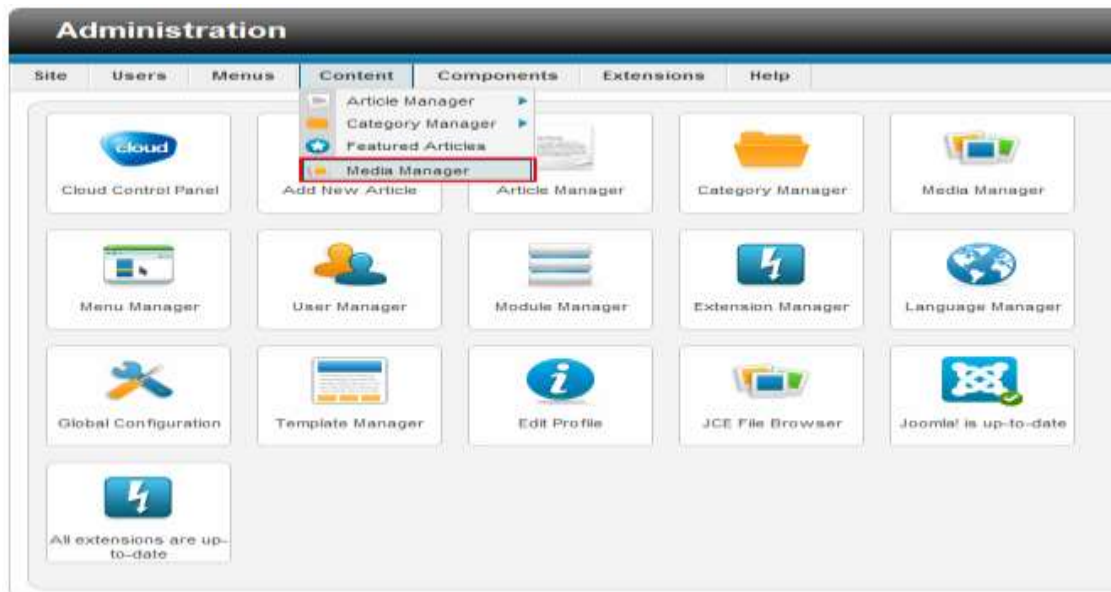 Administration
Site Users Menus Content Components Extensions Help
Article Manager
Category Manager
Featured Articles
Media Manager
cloud
Cloud Control Panel Add New Article Article Manager Category Manager Media Manager
Menu Manager User Manager Module Manager Extension Manager Language Manager
Global Configuration Template Manager Edit Profile JCE File Browser Joomla! is up-to-date
All extensions are up-
to-date